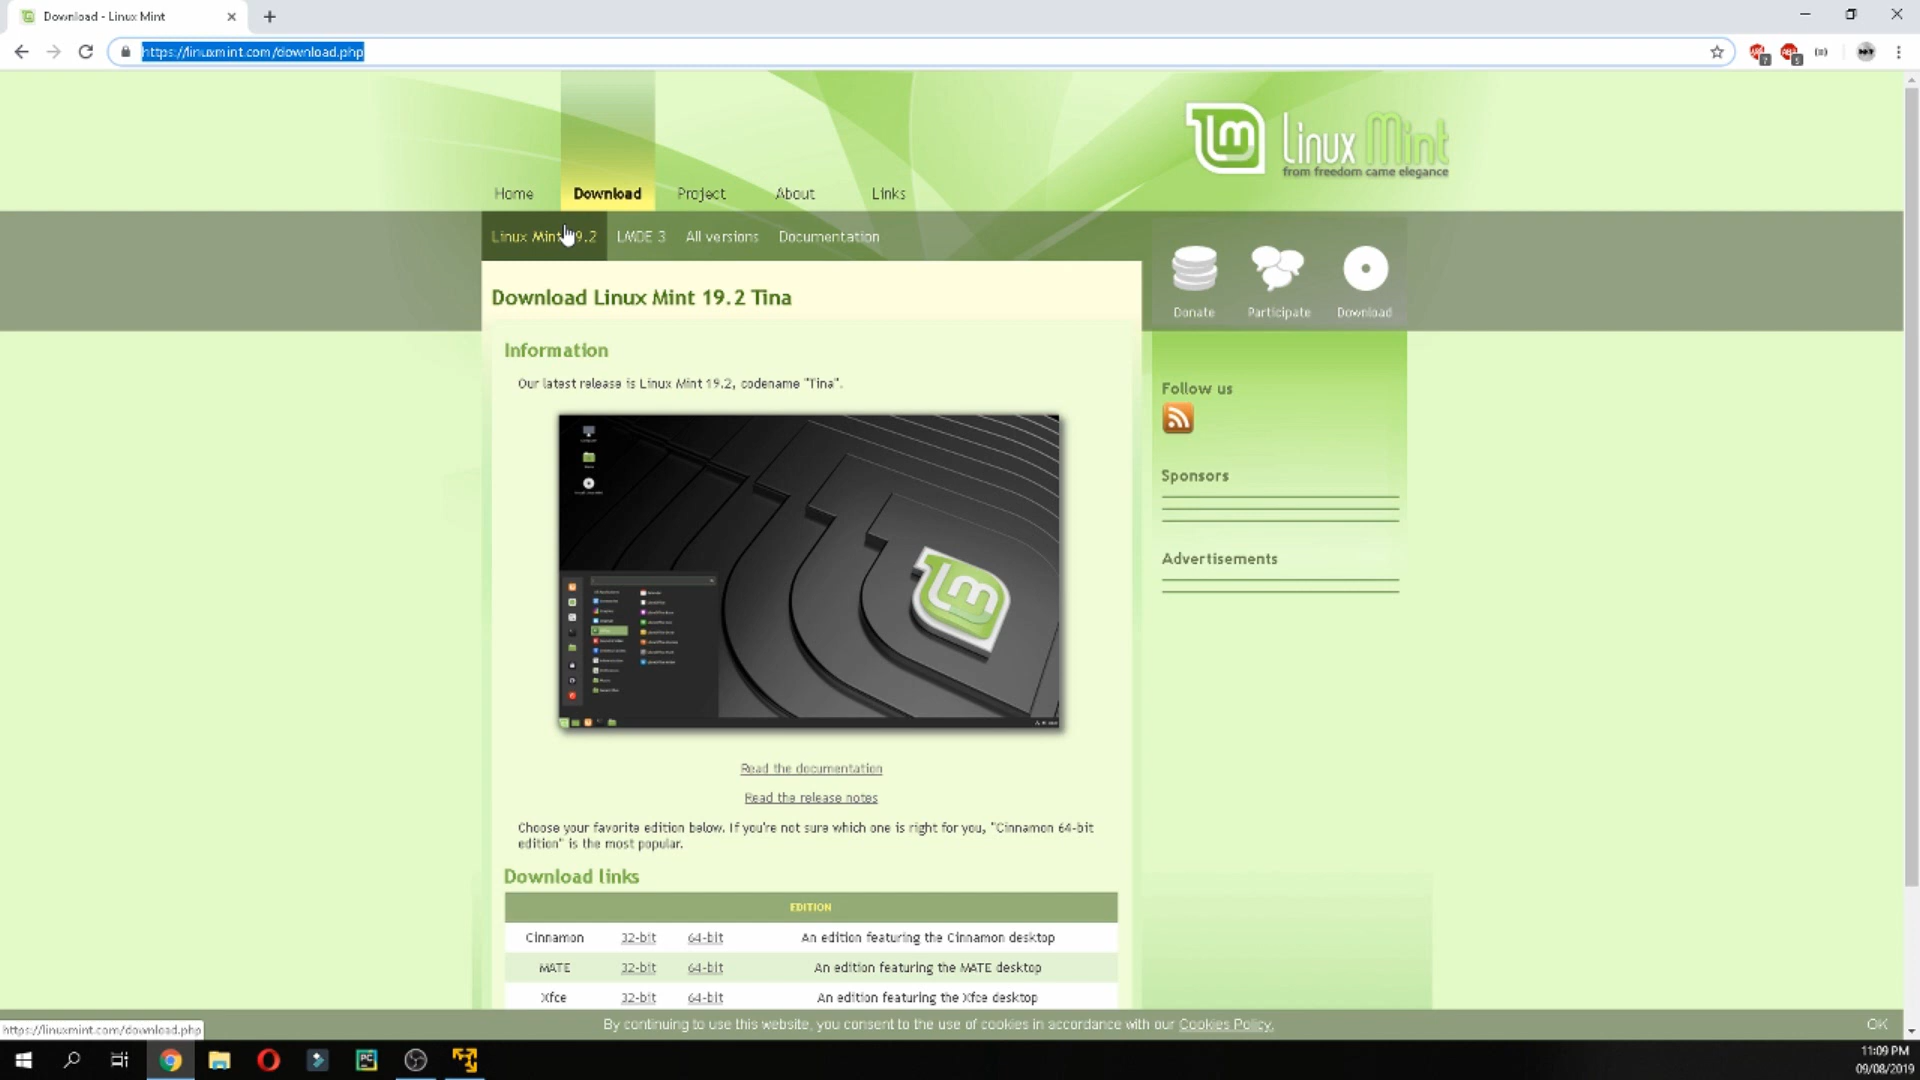 Download - Linux Mint
https://linuxmint.com/download.php
7
5
lm Linux Mint
from freedom came elegance
Home Download Project About Links
Linux Mint 19.2 LMDE 3 All versions Documentation
Donate Participate Download
Download Linux Mint 19.2 Tina
Information
Our latest release is Linux Mint 19.2, codename "Tina".
Follow us
Sponsors
Advertisements
lm
Read the documentation
Read the release notes
Choose your favorite edition below. If you're not sure which one is right for you, "Cinnamon 64-bit
edition" is the most popular.
Download links
EDITION
Cinnamon 32-bit 64-bit An edition featuring the Cinnamon desktop
MATE 32-bit 64-bit An edition featuring the MATE desktop
Xfce 32-bit 64-bit An edition featuring the Xfce desktop
By continuing to use this website, you consent to the use of cookies in accordance with our Cookies Policy.
OK
https://linuxmint.com/download.php
PC
11:09 PM
09/08/2019